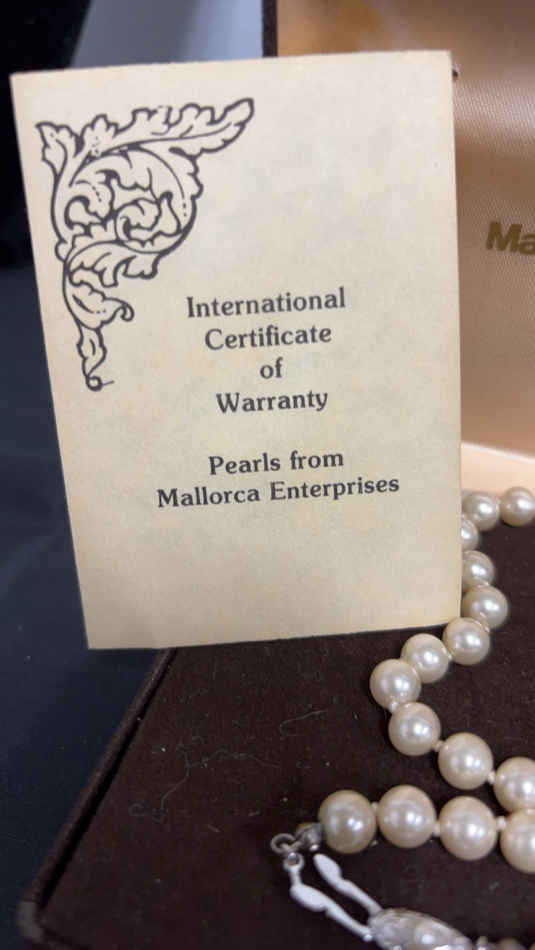 International
Certificate
of
Warranty
Pearls from
Mallorca Enterprises